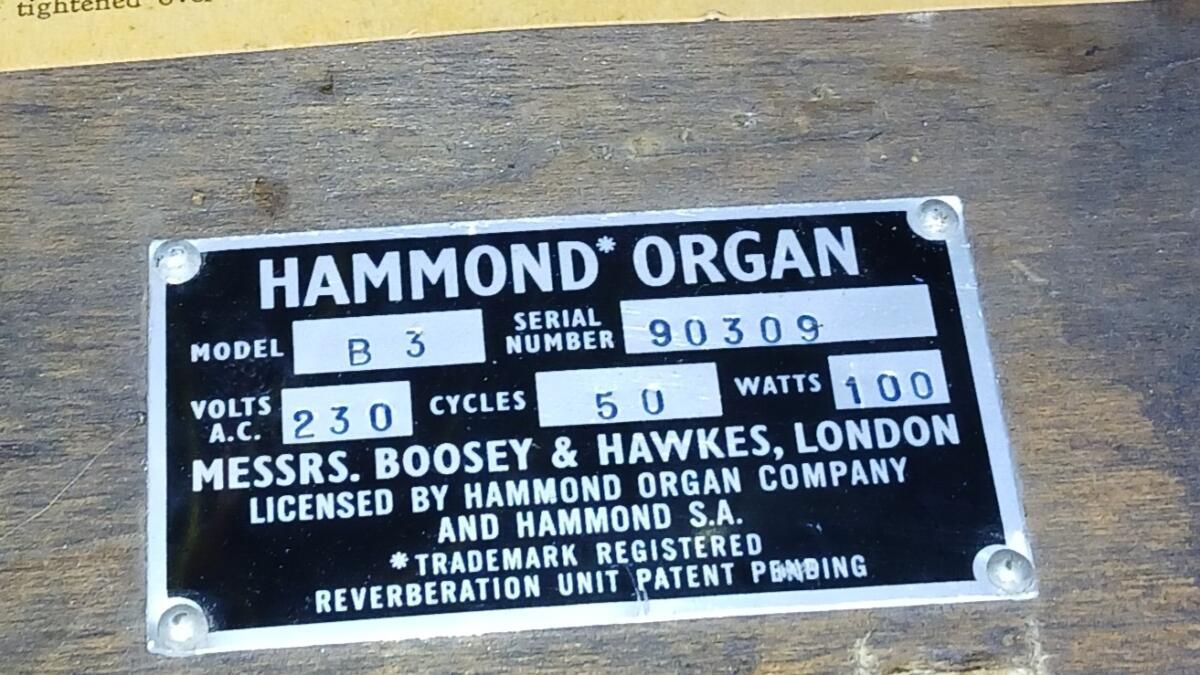 tightened over
HAMMOND* ORGAN
MODEL B 3 SERIAL NUMBER 90309
VOLTS A.C. 230 CYCLES 50 WATTS 100
MESSRS. BOOSEY & HAWKES, LONDON
LICENSED BY HAMMOND ORGAN COMPANY
AND HAMMOND S.A.
*TRADEMARK REGISTERED
REVERBERATION UNIT PATENT PENDING